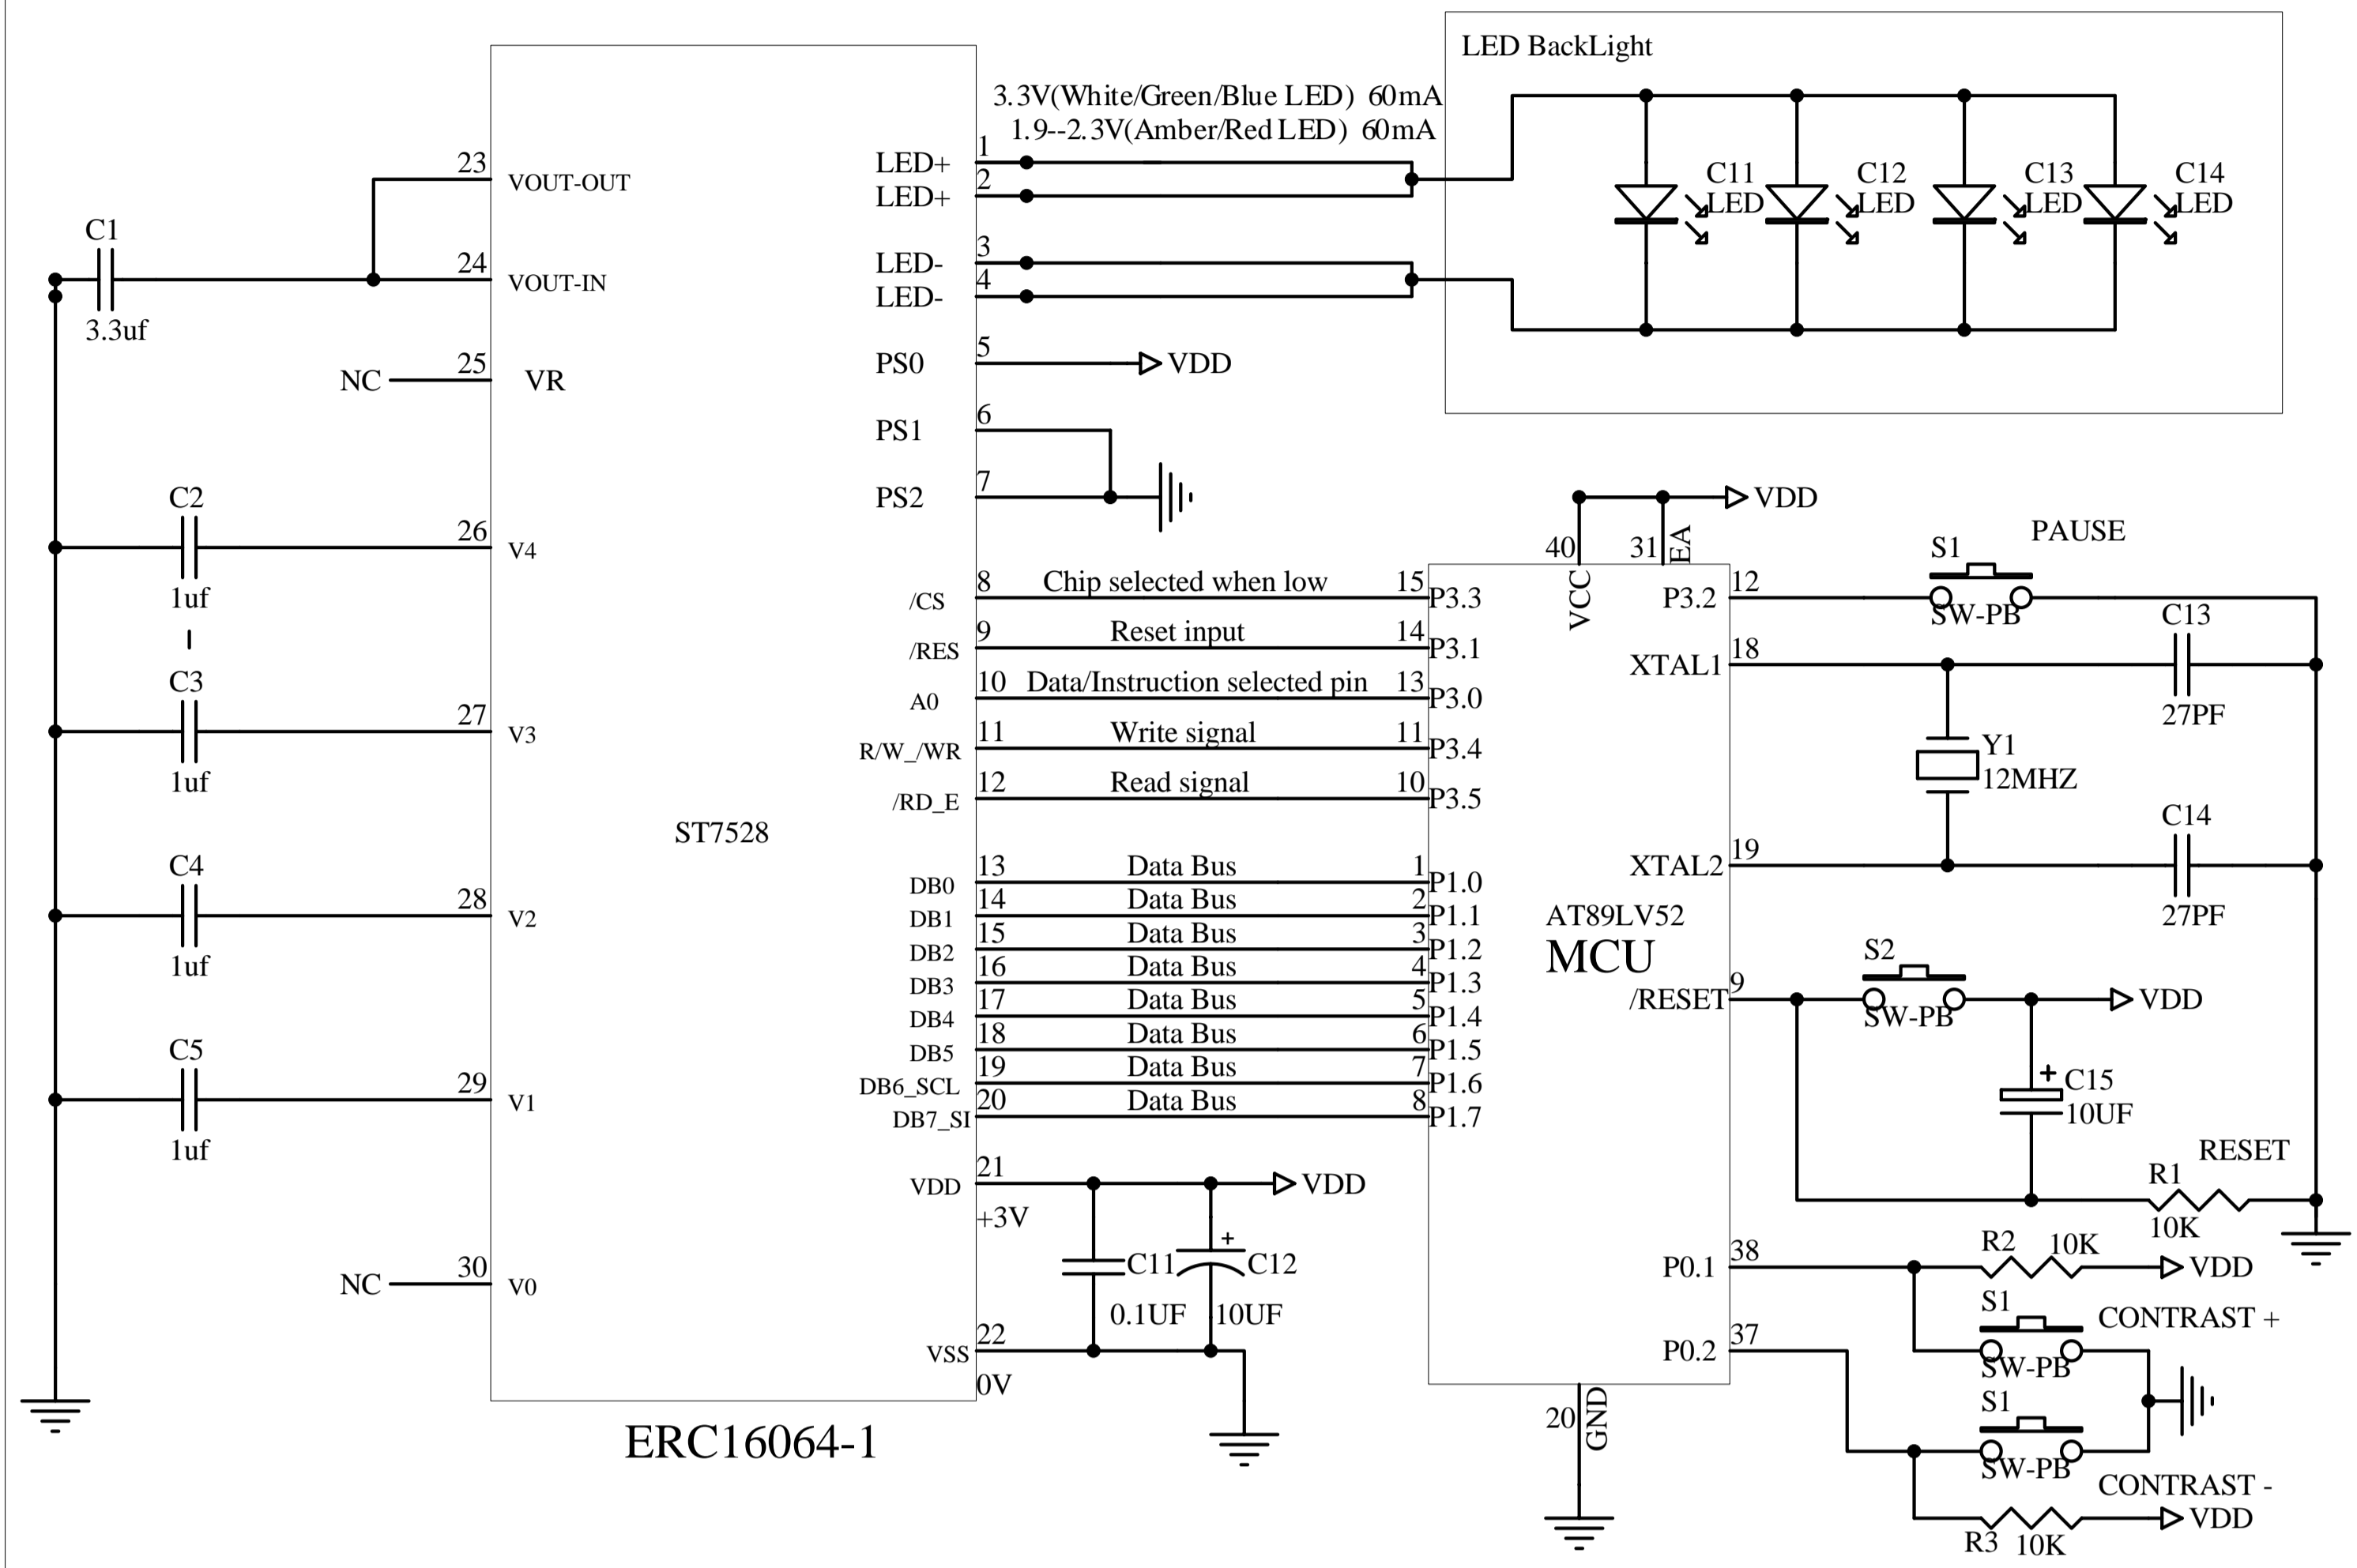 LED BackLight
3.3V(White/Green/Blue LED) 60mA
1.9--2.3V(Amber/Red LED) 60mA
C11
LED
C12
LED
C13
LED
C14
LED
23
VOUT-OUT
LED+
1
LED+
2
C1
3.3uf
24
VOUT-IN
LED-
3
LED-
4
NC
25
VR
PS0
5
VDD
PS1
6
PS2
7
C2
1uf
26
V4
C3
1uf
27
V3
C4
1uf
28
V2
C5
1uf
29
V1
NC
30
V0
ST7528
/CS
8
Chip selected when low
15
P3.3
/RES
9
Reset input
14
P3.1
A0
10
Data/Instruction selected pin
13
P3.0
R/W_/WR
11
Write signal
11
P3.4
/RD_E
12
Read signal
10
P3.5
DB0
13
Data Bus
1
P1.0
DB1
14
Data Bus
2
P1.1
DB2
15
Data Bus
3
P1.2
DB3
16
Data Bus
4
P1.3
DB4
17
Data Bus
5
P1.4
DB5
18
Data Bus
6
P1.5
DB6_SCL
19
Data Bus
7
P1.6
DB7_SI
20
Data Bus
8
P1.7
VDD
21
+3V
VDD
C11
0.1UF
+
C12
10UF
VSS
22
0V
ERC16064-1
40
VCC
31
EA
VDD
P3.2
12
S1
SW-PB
PAUSE
XTAL1
18
C13
27PF
Y1
12MHZ
XTAL2
19
C14
27PF
AT89LV52
MCU
/RESET
9
S2
SW-PB
VDD
+
C15
10UF
RESET
R1
10K
P0.1
38
R2
10K
VDD
S1
SW-PB
CONTRAST +
P0.2
37
S1
SW-PB
CONTRAST -
R3
10K
VDD
20
GND